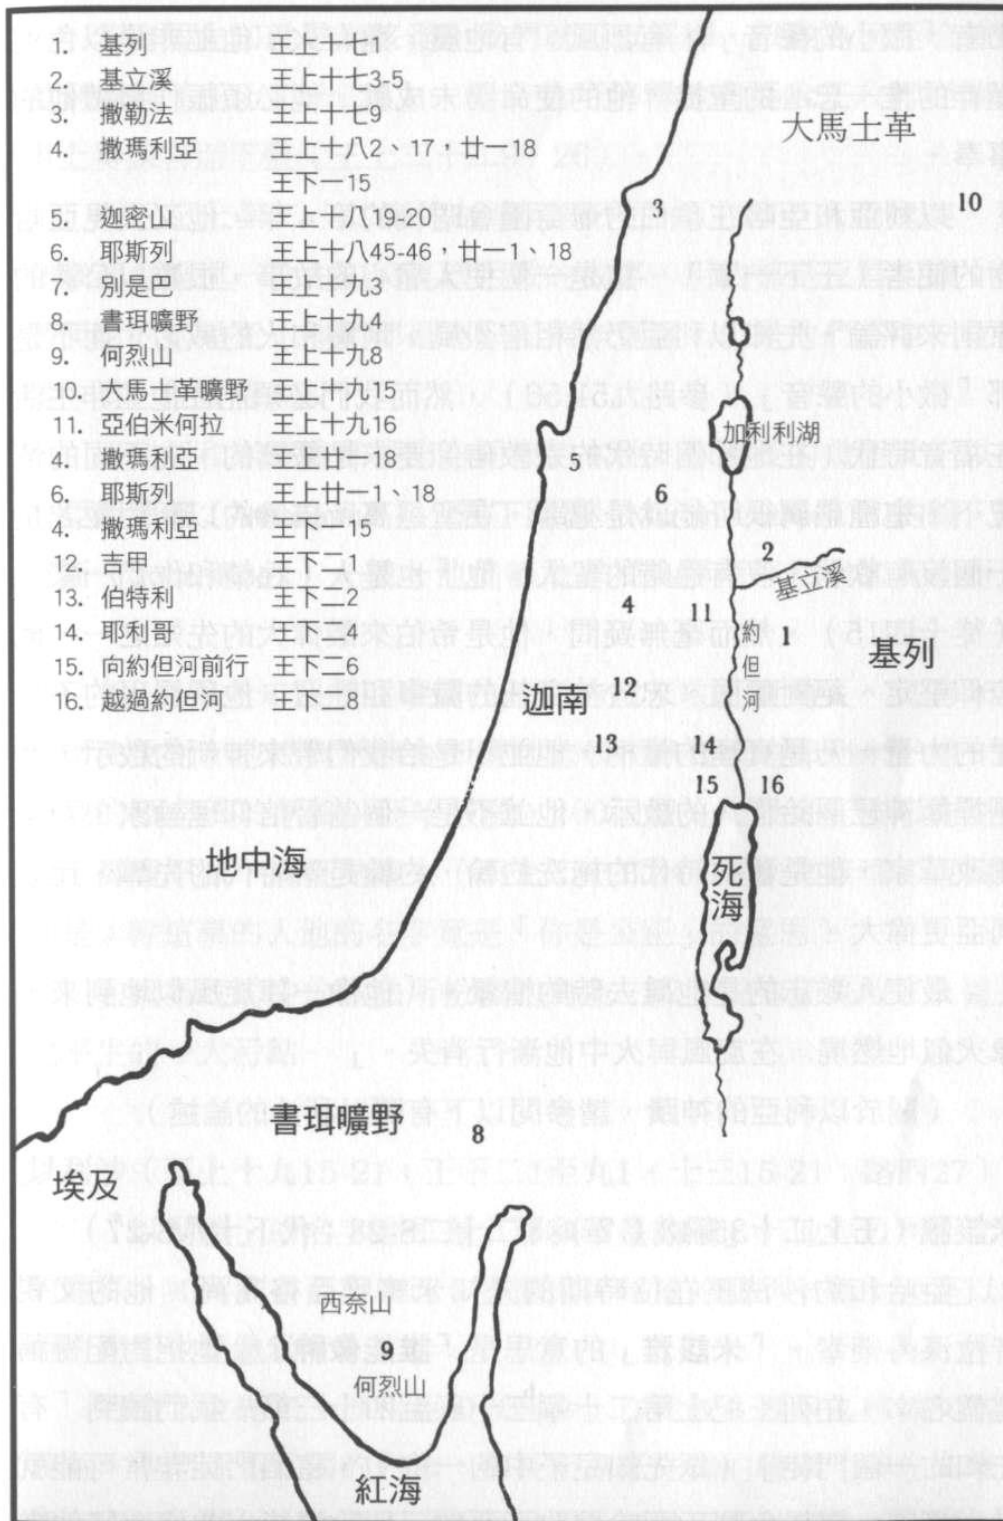 1. 基列 王上十七1
2. 基立溪 王上十七3-5
3. 撒勒法 王上十七9
4. 撒瑪利亞 王上十八2、17，廿一18
王下一15
5. 迦密山 王上十八19-20
6. 耶斯列 王上十八45-46，廿一1、18
7. 別是巴 王上十九3
8. 書珥曠野 王上十九4
9. 何烈山 王上十九8
10. 大馬士革曠野 王上十九15
11. 亞伯米何拉 王上十九16
4. 撒瑪利亞 王上廿一18
6. 耶斯列 王上廿一1、18
4. 撒瑪利亞 王下一15
12. 吉甲 王下二1
13. 伯特利 王下二2
14. 耶利哥 王下二4
15. 向約但河前行 王下二6
16. 越過約但河 王下二8
大馬士革
3
10
加利利湖
5
6
2
基立溪
4
11
約但河
1
基列
迦南
12
13
14
15
16
地中海
死海
書珥曠野
8
埃及
西奈山
9
何烈山
紅海